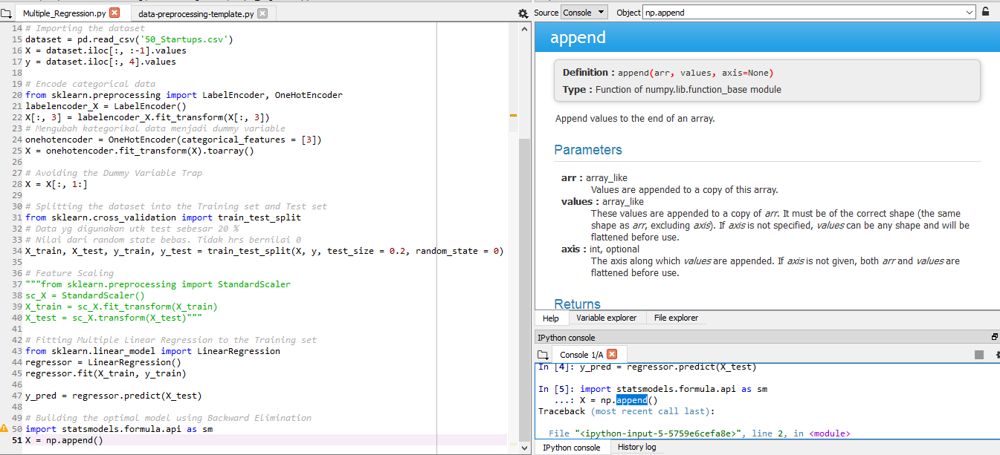 Multiple_Regression.py
data-preprocessing-template.py
14 # Importing the dataset
15 dataset = pd.read_csv('50_Startups.csv')
16 X = dataset.iloc[:, :-1].values
17 y = dataset.iloc[:, 4].values
18
19 # Encode categorical data
20 from sklearn.preprocessing import LabelEncoder, OneHotEncoder
21 labelencoder_X = LabelEncoder()
22 X[:, 3] = labelencoder_X.fit_transform(X[:, 3])
23 # Mengubah kategorikal data menjadi dummy variable
24 onehotencoder = OneHotEncoder(categorical_features = [3])
25 X = onehotencoder.fit_transform(X).toarray()
26
27 # Avoiding the Dummy Variable Trap
28 X = X[:, 1:]
29
30 # Splitting the dataset into the Training set and Test set
31 from sklearn.cross_validation import train_test_split
32 # Data yg digunakan utk test sebesar 20 %
33 # Nilai dari random state bebas. Tidak hrs bernilai 0
34 X_train, X_test, y_train, y_test = train_test_split(X, y, test_size = 0.2, random_state = 0)
35
36 # Feature Scaling
37 """from sklearn.preprocessing import StandardScaler
38 sc_X = StandardScaler()
39 X_train = sc_X.fit_transform(X_train)
40 X_test = sc_X.transform(X_test)"""
41
42 # Fitting Multiple Linear Regression to the Training set
43 from sklearn.linear_model import LinearRegression
44 regressor = LinearRegression()
45 regressor.fit(X_train, y_train)
46
47 y_pred = regressor.predict(X_test)
48
49 # Building the optimal model using Backward Elimination
50 import statsmodels.formula.api as sm
51 X = np.append()
Source Console Object np.append
append
Definition : append(arr, values, axis=None)
Type : Function of numpy.lib.function_base module
Append values to the end of an array.
Parameters
arr : array_like
Values are appended to a copy of this array.
values : array_like
These values are appended to a copy of arr. It must be of the correct shape (the same
shape as arr, excluding axis). If axis is not specified, values can be any shape and will be
flattened before use.
axis : int, optional
The axis along which values are appended. If axis is not given, both arr and values are
flattened before use.
Returns
Help Variable explorer File explorer
IPython console
Console 1/A
In [4]: y_pred = regressor.predict(X_test)
In [5]: import statsmodels.formula.api as sm
...: X = np.append()
Traceback (most recent call last):
File "<ipython-input-5-5759e6cefa8e>", line 2, in <module>
IPython console History log